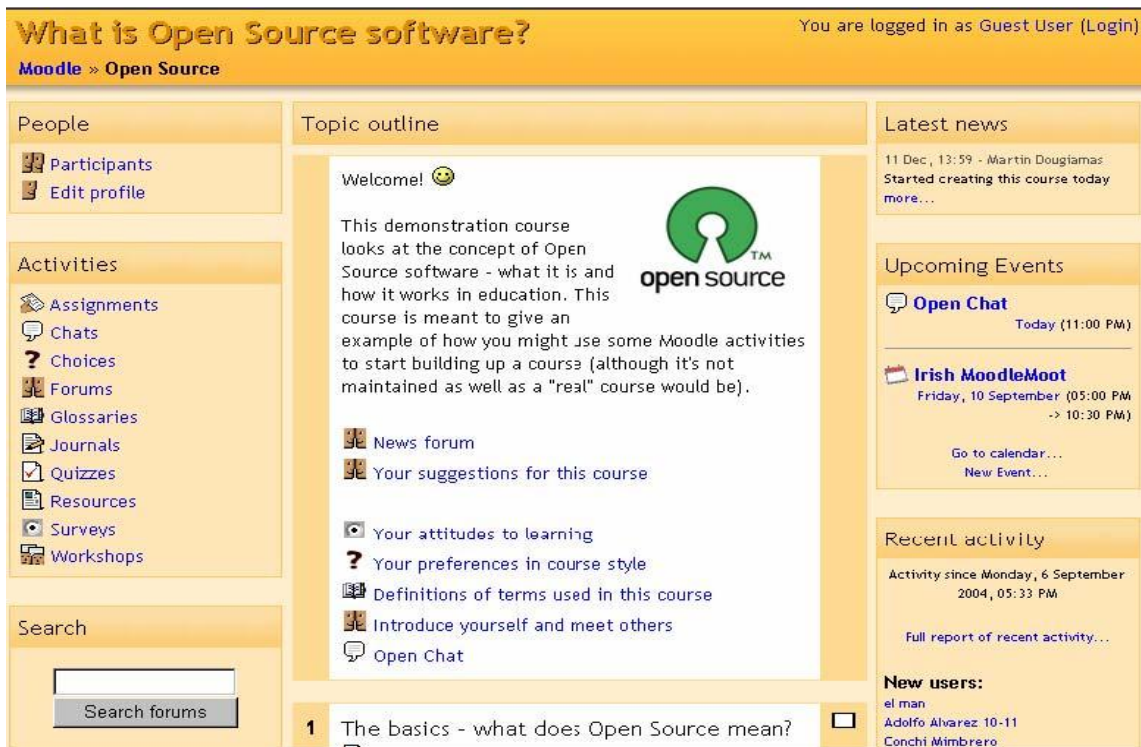 What is Open Source software?
You are logged in as Guest User (Login)
Moodle » Open Source
People
Participants
Edit profile
Activities
Assignments
Chats
Choices
Forums
Glossaries
Journals
Quizzes
Resources
Surveys
Workshops
Search
Search forums
Topic outline
Welcome!
This demonstration course
looks at the concept of Open
Source software - what it is and
how it works in education. This
course is meant to give an
example of how you might use some Moodle activities
to start building up a course (although it's not
maintained as well as a "real" course would be).
open source
TM
News forum
Your suggestions for this course
Your attitudes to learning
Your preferences in course style
Definitions of terms used in this course
Introduce yourself and meet others
Open Chat
1 The basics - what does Open Source mean?
Latest news
11 Dec, 13:59 - Martin Dougiamas
Started creating this course today
more...
Upcoming Events
Open Chat
Today (11:00 PM)
Irish MoodleMoot
Friday, 10 September (05:00 PM
-> 10:30 PM)
Go to calendar...
New Event...
Recent activity
Activity since Monday, 6 September
2004, 05:33 PM
Full report of recent activity...
New users:
el man
Adolfo Alvarez 10-11
Conchi Mimbrero